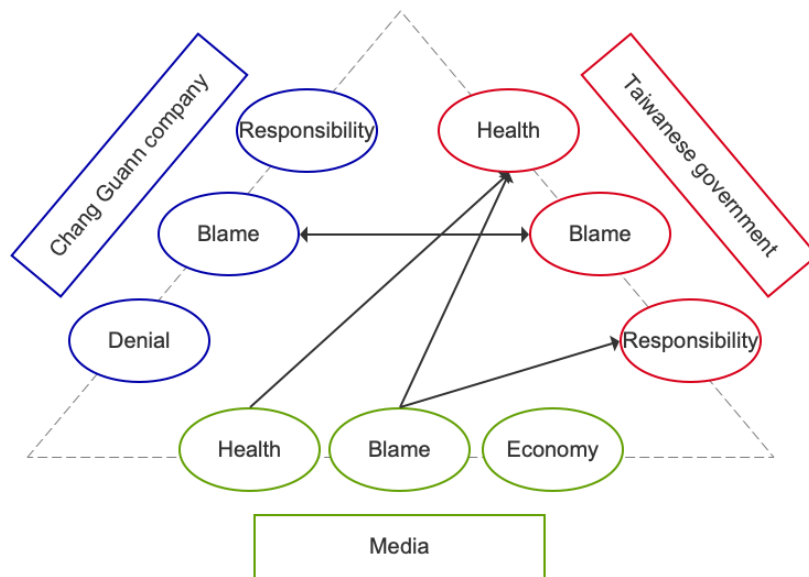 Chang Guann company
Taiwanese government
Responsibility
Health
Blame
Blame
Denial
Responsibility
Health
Blame
Economy
Media